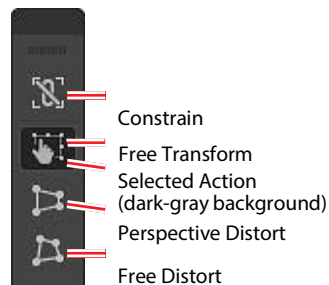 Constrain
Free Transform
Selected Action
(dark-gray background)
Perspective Distort
Free Distort